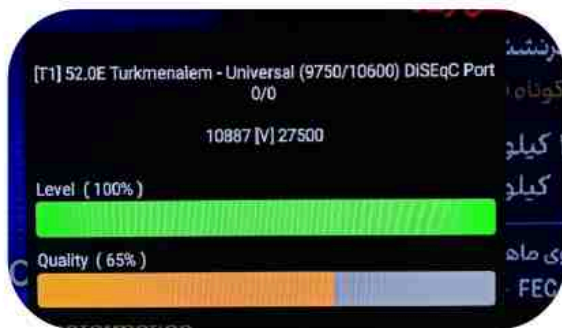 [T1] 52.0E Turkmenalem - Universal (9750/10600) DiSEqC Port
0/0
10887 [V] 27500
Level ( 100% )
Quality ( 65% )
کوتاه
کیلو
کیلو
FEC